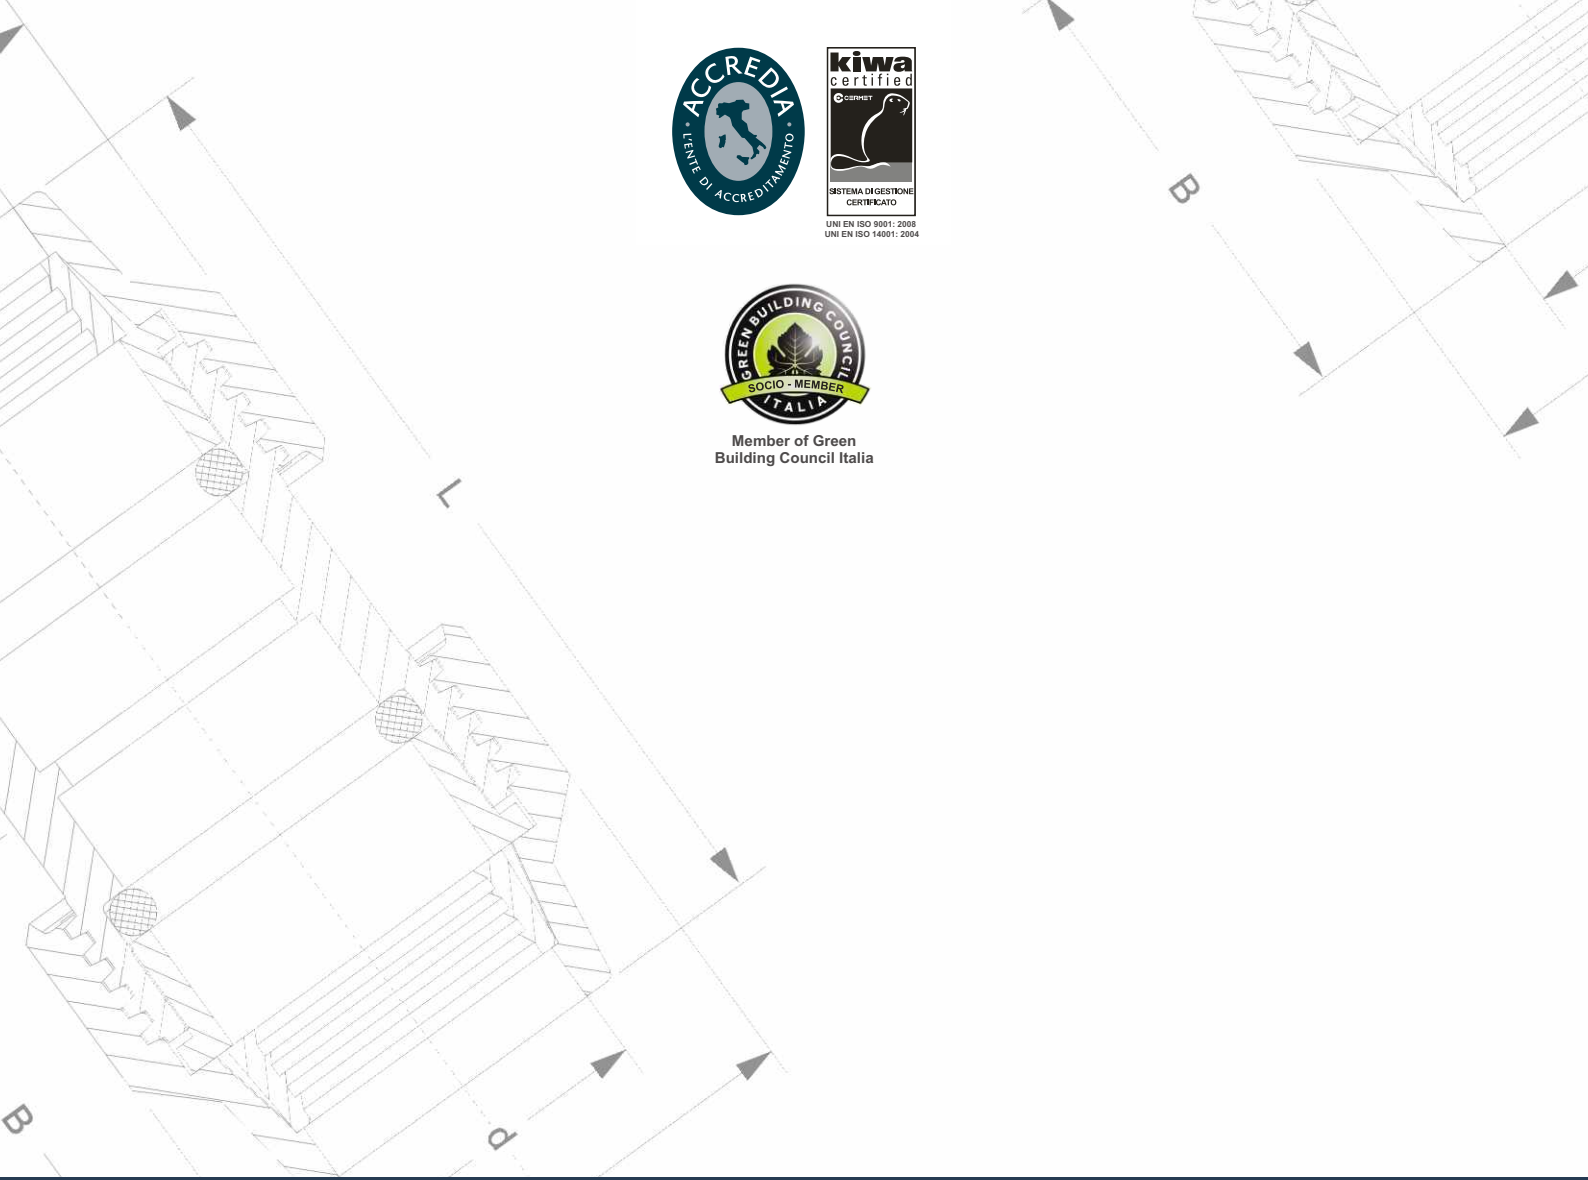 ACCREDIA
L'ENTE DI ACCREDITAMENTO
kiwa
certified
CERMET
SISTEMA DI GESTIONE
CERTIFICATO
UNI EN ISO 9001: 2008
UNI EN ISO 14001: 2004
B
GREEN BUILDING COUNCIL
SOCIO - MEMBER
ITALIA
Member of Green
Building Council Italia
L
B
d